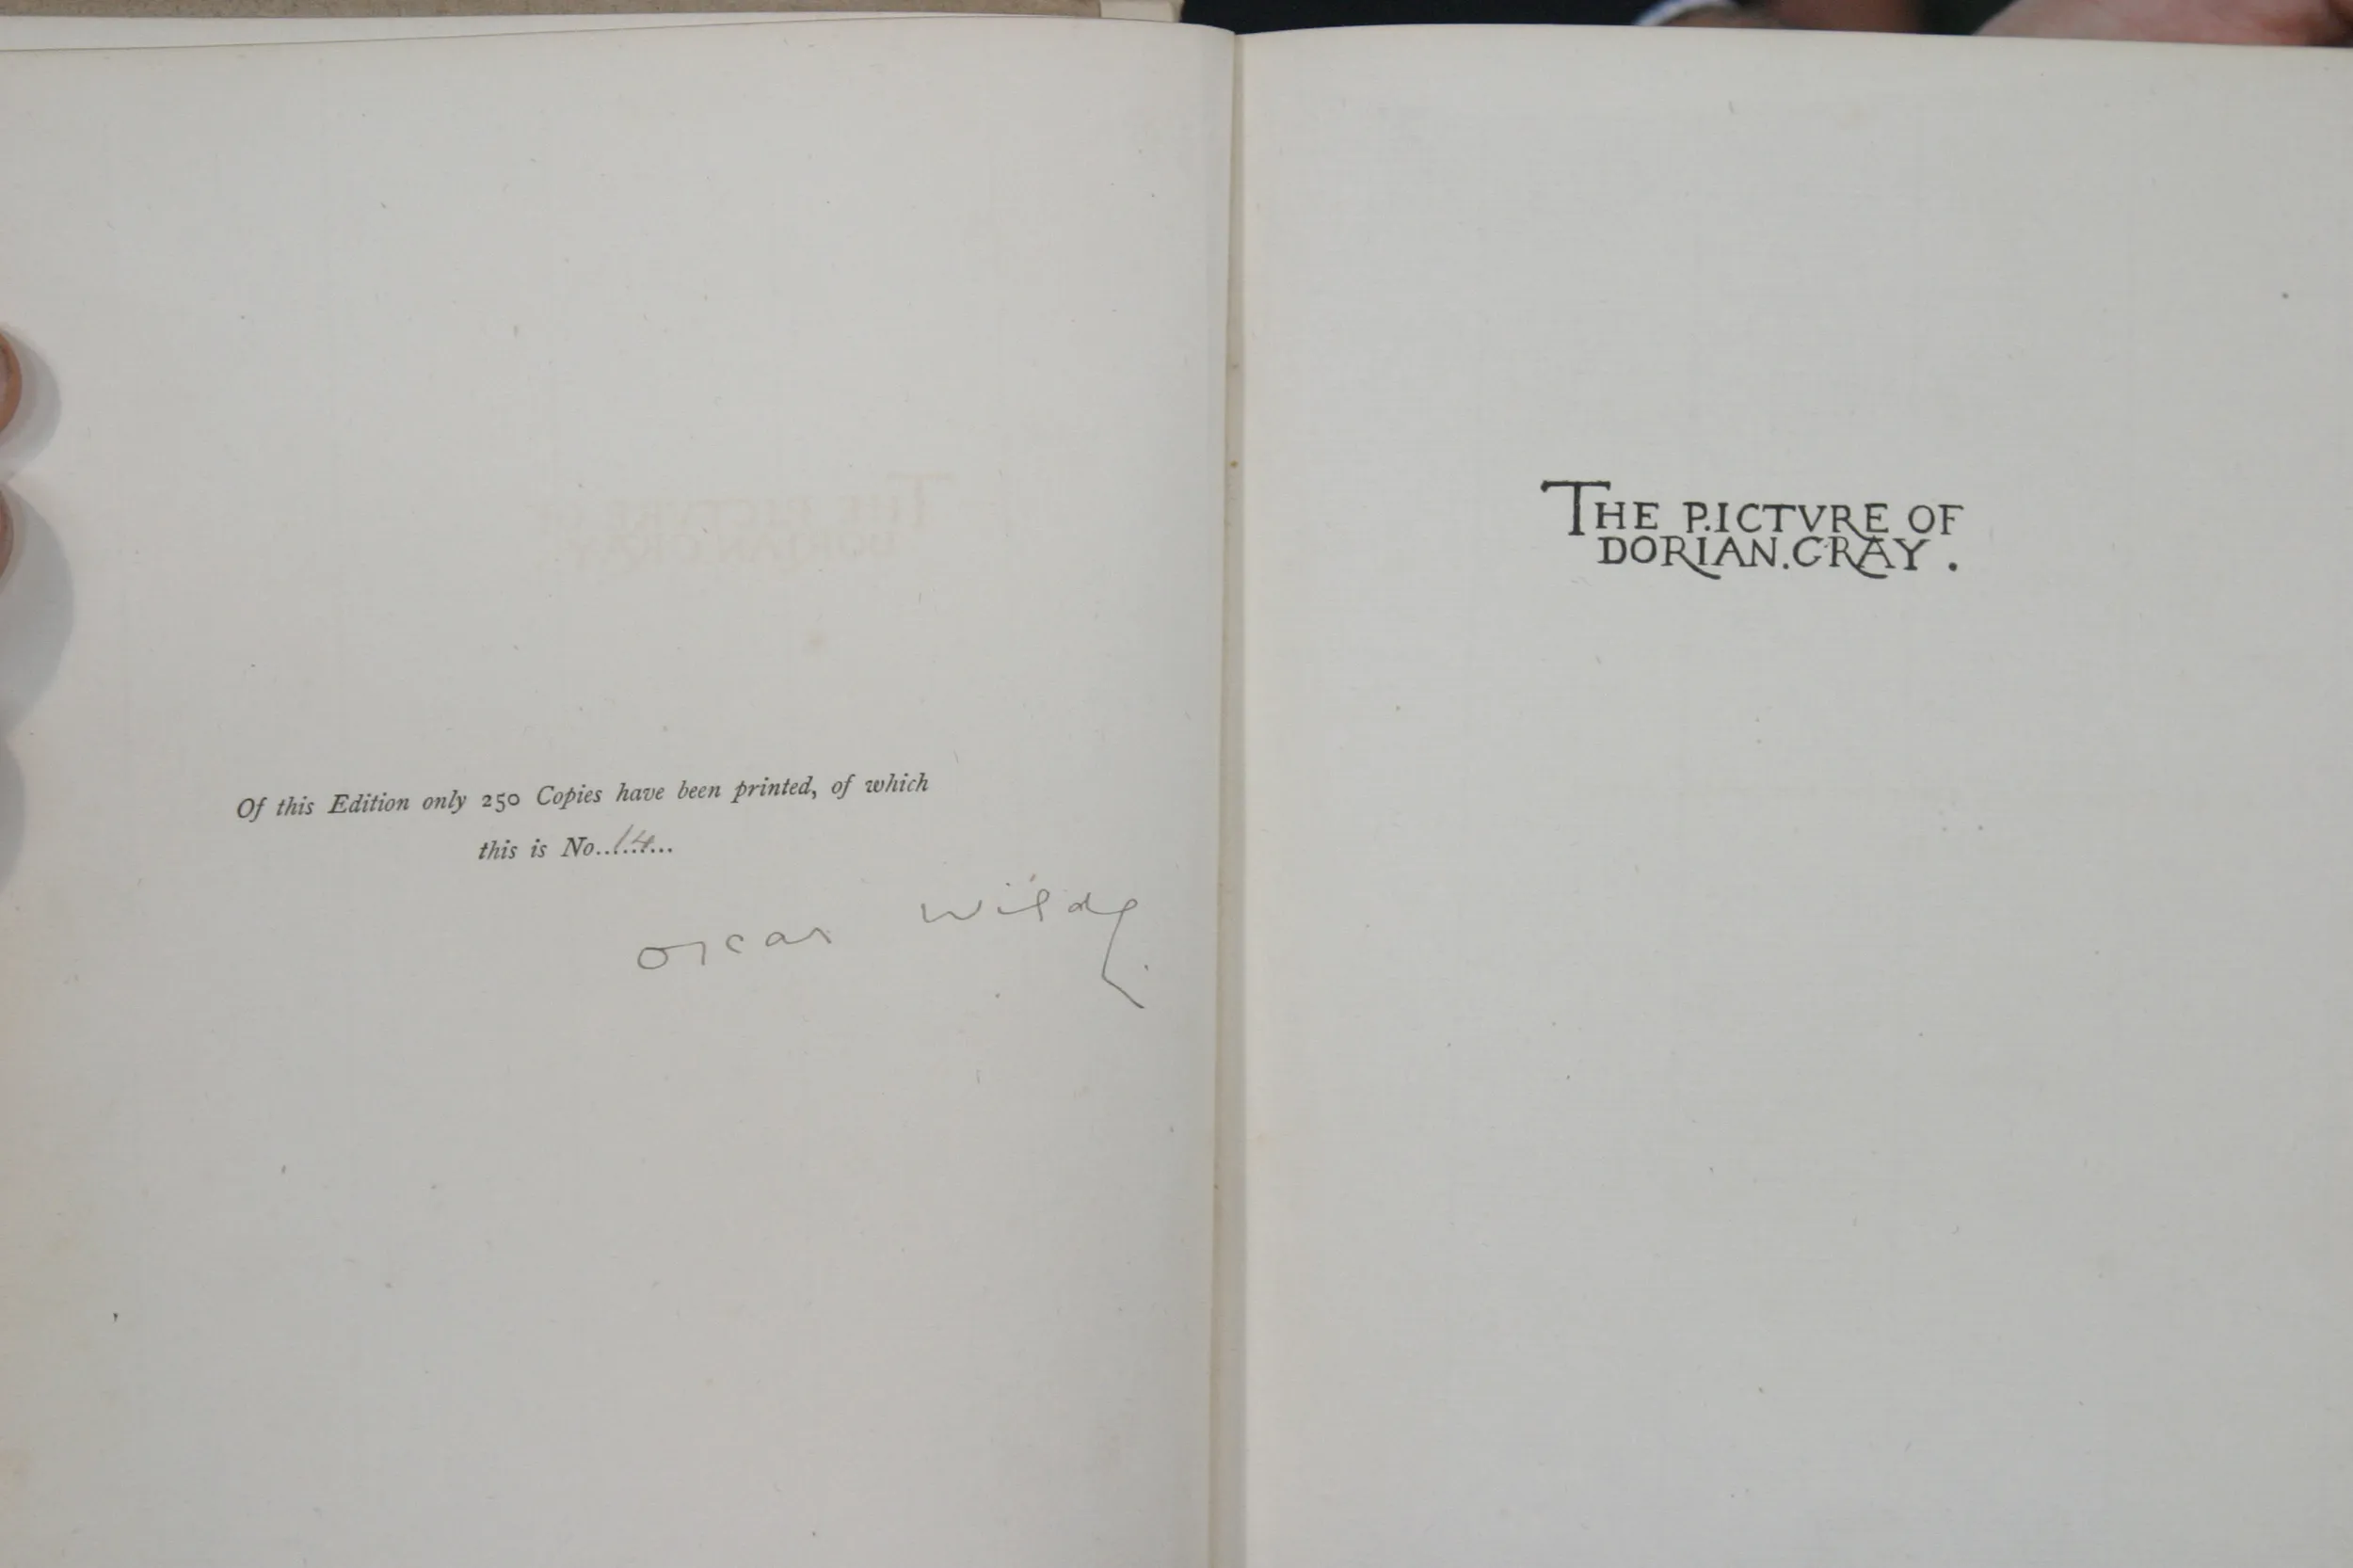 Of this Edition only 250 Copies have been printed, of which
this is No...14...
Oscar Wilde
THE PICTVRE OF
DORIAN.GRAY.